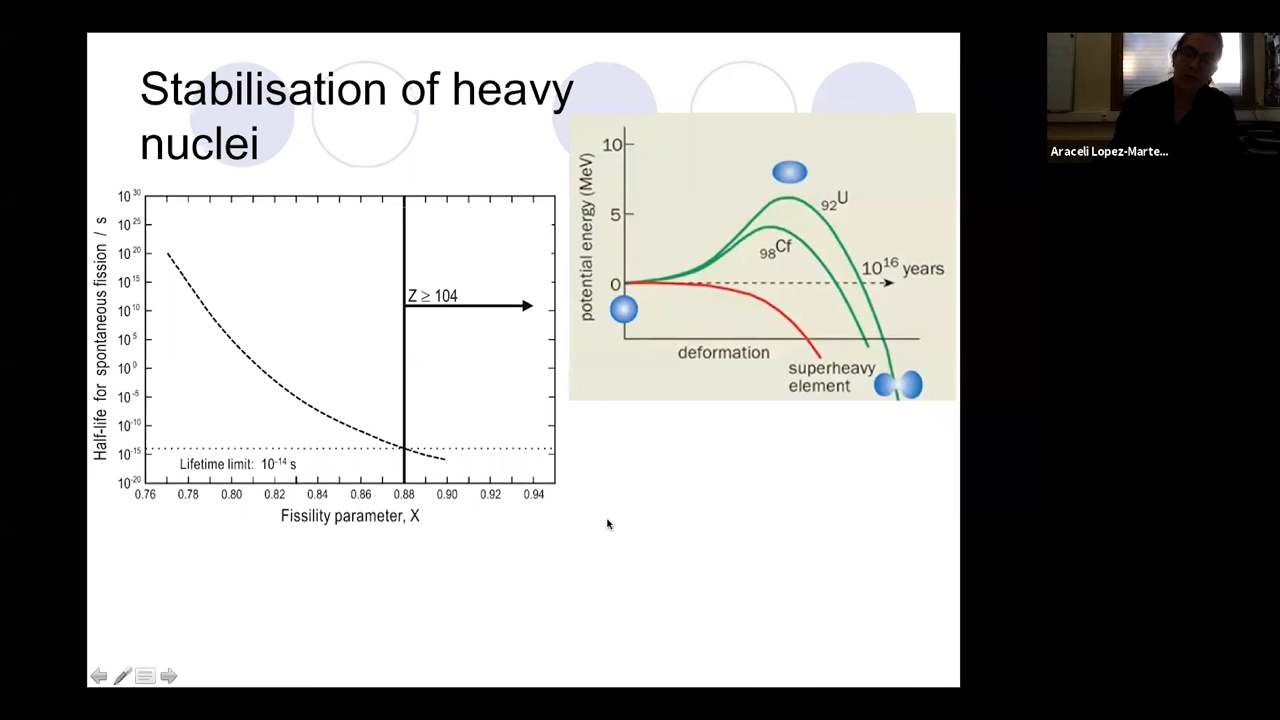 Stabilisation of heavy
nuclei
Half-life for spontaneous fission / s
10^30
10^25
10^20
10^15
10^10
10^5
10^0
10^-5
10^-10
10^-15
10^-20
Z ≥ 104
Lifetime limit: 10^-14 s
0.76 0.78 0.80 0.82 0.84 0.86 0.88 0.90 0.92 0.94
Fissility parameter, X
potential energy (MeV)
10
5
0
92U
98Cf
10^16 years
deformation
superheavy
element
Araceli Lopez-Marte...